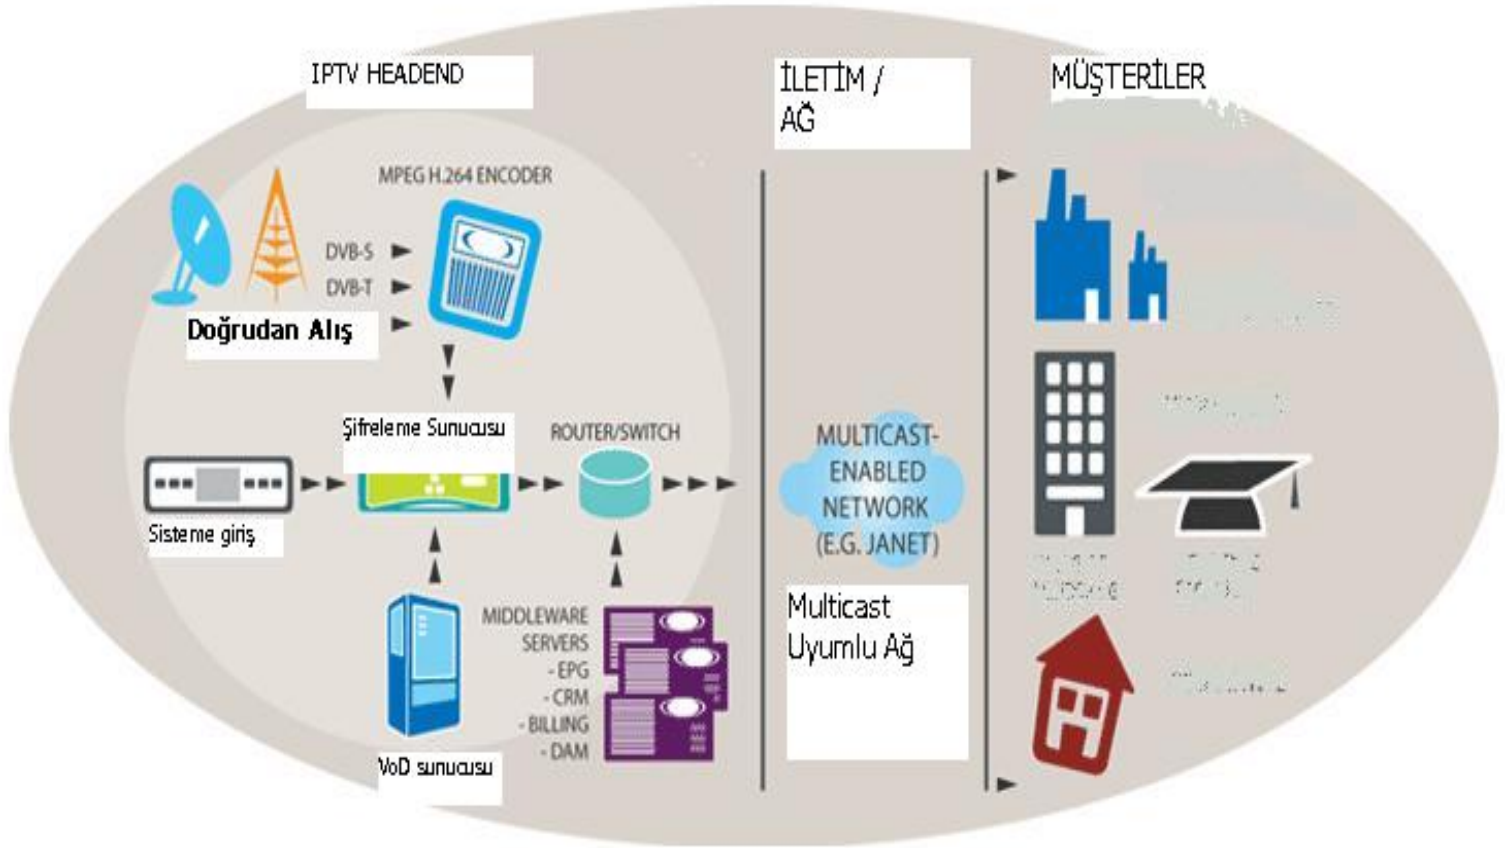 IPTV HEADEND
İLETİM /
AĞ
MÜŞTERİLER
MPEG H.264 ENCODER
DVB-S
DVB-T
Doğrudan Alış
Şifreleme Sunucusu
ROUTER/SWITCH
Sisteme giriş
MIDDLEWARE
SERVERS
- EPG
- CRM
- BILLING
- DAM
VoD sunucusu
MULTICAST-
ENABLED
NETWORK
(E.G. JANET)
Multicast
Uyumlu Ağ